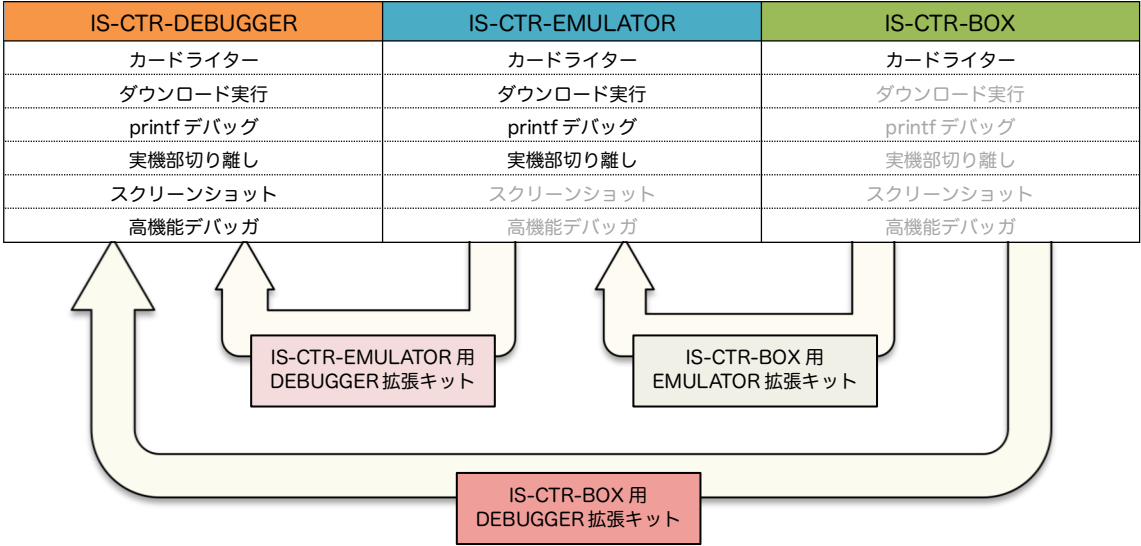 IS-CTR-DEBUGGER IS-CTR-EMULATOR IS-CTR-BOX
カードライター カードライター カードライター
ダウンロード実行 ダウンロード実行 ダウンロード実行
printf デバッグ printf デバッグ printf デバッグ
実機部切り離し 実機部切り離し 実機部切り離し
スクリーンショット スクリーンショット スクリーンショット
高機能デバッガ 高機能デバッガ 高機能デバッガ
IS-CTR-EMULATOR 用
DEBUGGER 拡張キット
IS-CTR-BOX 用
EMULATOR 拡張キット
IS-CTR-BOX 用
DEBUGGER 拡張キット